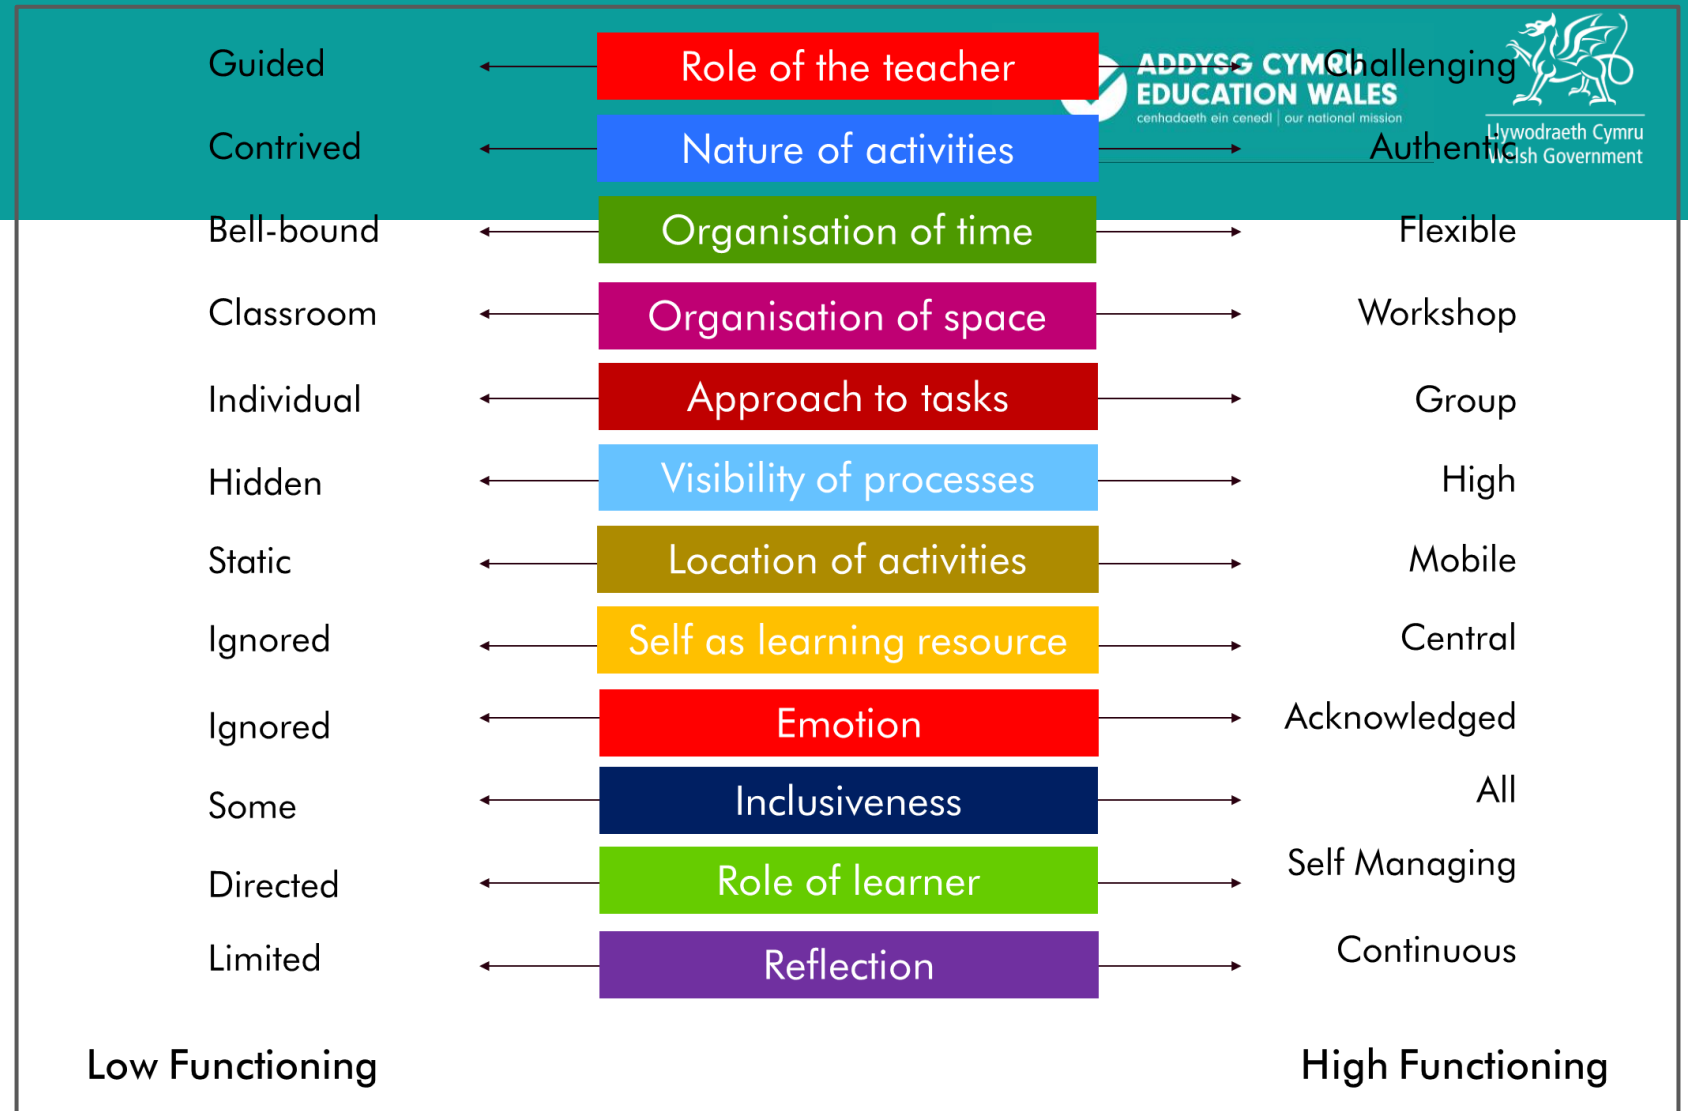 Guided Role of the teacher Challenging
ADDYSG CYMRU
EDUCATION WALES
cenhadaeth ein cenedl | our national mission
Llywodraeth Cymru
Welsh Government
Contrived Nature of activities Authentic
Bell-bound Organisation of time Flexible
Classroom Organisation of space Workshop
Individual Approach to tasks Group
Hidden Visibility of processes High
Static Location of activities Mobile
Ignored Self as learning resource Central
Ignored Emotion Acknowledged
Some Inclusiveness All
Directed Role of learner Self Managing
Limited Reflection Continuous
Low Functioning High Functioning